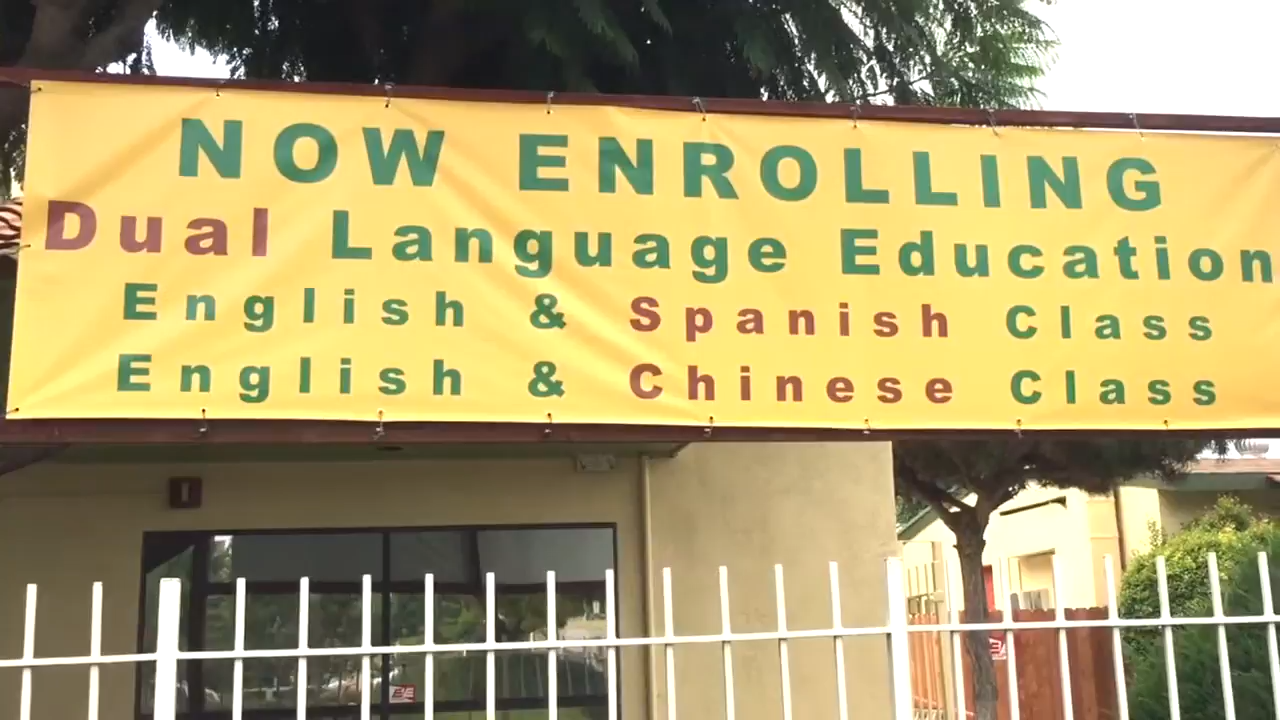 NOW ENROLLING
Dual Language Education
English & Spanish Class
English & Chinese Class